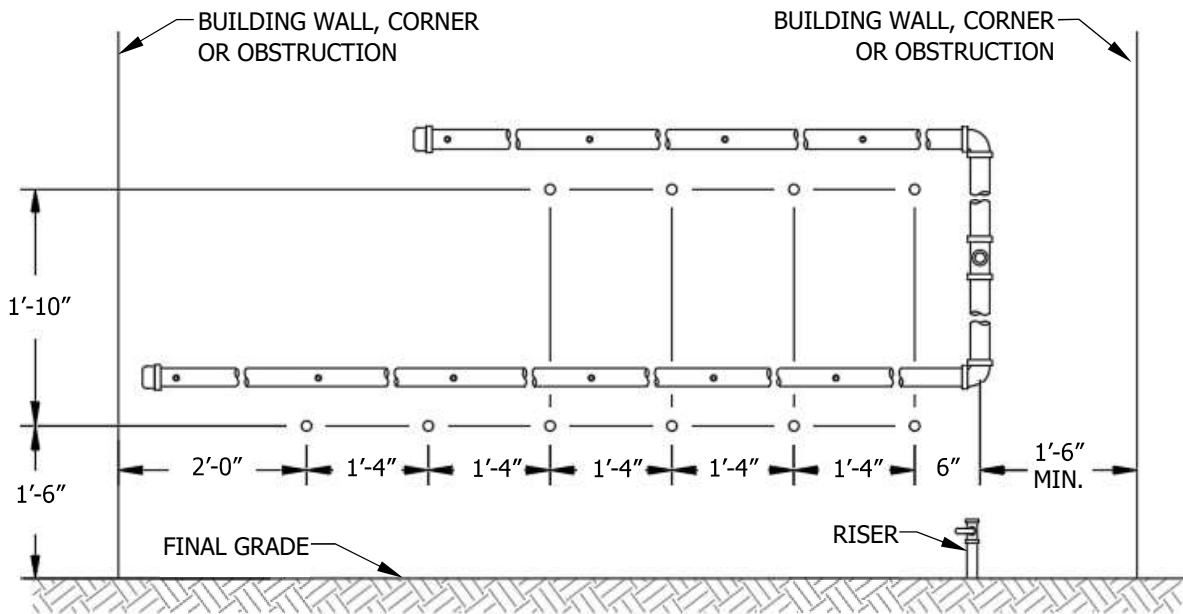 BUILDING WALL, CORNER
OR OBSTRUCTION
BUILDING WALL, CORNER
OR OBSTRUCTION
1′-10″
2′-0″
1′-4″
1′-4″
1′-4″
1′-4″
1′-4″
6″
1′-6″
MIN.
1′-6″
FINAL GRADE
RISER